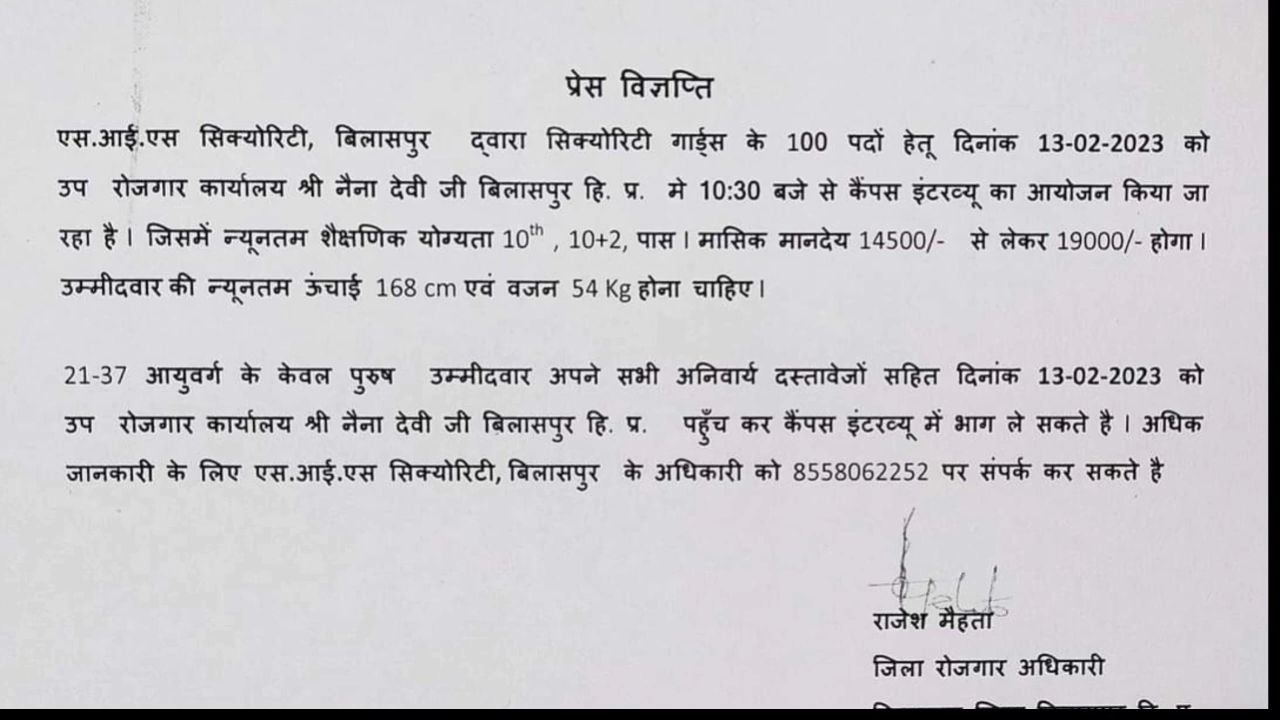 प्रेस विज्ञप्ति
एस.आई.एस सिक्योरिटी, बिलासपुर द्वारा सिक्योरिटी गार्ड्स के 100 पदों हेतू दिनांक 13-02-2023 को
उप रोजगार कार्यालय श्री नैना देवी जी बिलासपुर हि. प्र. मे 10:30 बजे से कैंपस इंटरव्यू का आयोजन किया जा
रहा है। जिसमें न्यूनतम शैक्षणिक योग्यता 10th , 10+2, पास। मासिक मानदेय 14500/- से लेकर 19000/- होगा।
उम्मीदवार की न्यूनतम ऊंचाई 168 cm एवं वजन 54 Kg होना चाहिए।
21-37 आयुवर्ग के केवल पुरुष उम्मीदवार अपने सभी अनिवार्य दस्तावेजों सहित दिनांक 13-02-2023 को
उप रोजगार कार्यालय श्री नैना देवी जी बिलासपुर हि. प्र. पहुँच कर कैंपस इंटरव्यू में भाग ले सकते है। अधिक
जानकारी के लिए एस.आई.एस सिक्योरिटी, बिलासपुर के अधिकारी को 8558062252 पर संपर्क कर सकते है
राजेश मैहता
जिला रोजगार अधिकारी